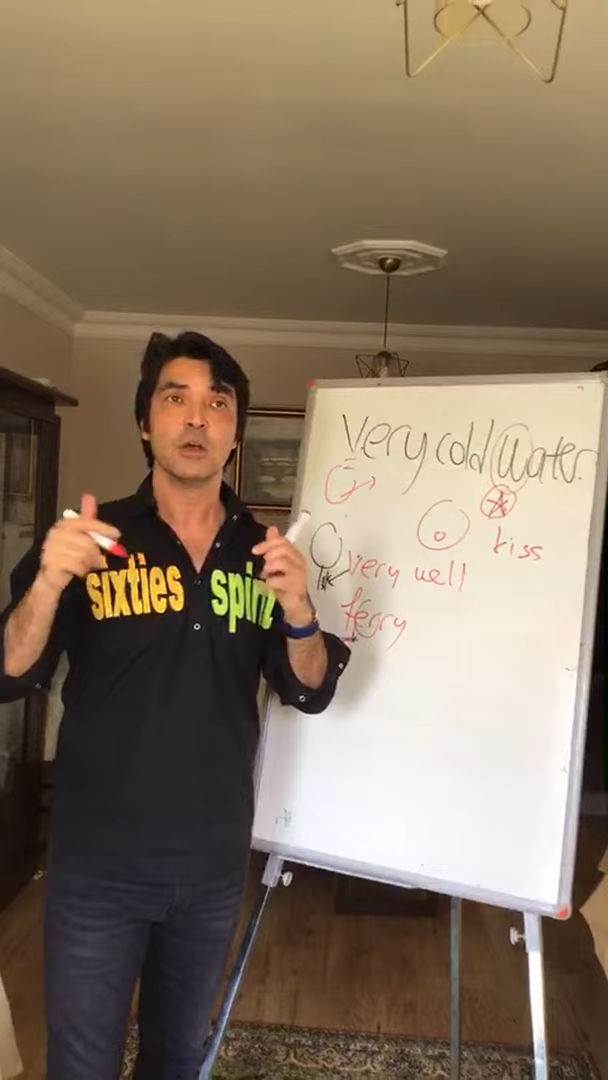 very cold water.
kiss
very well
ferry
sixties spirit